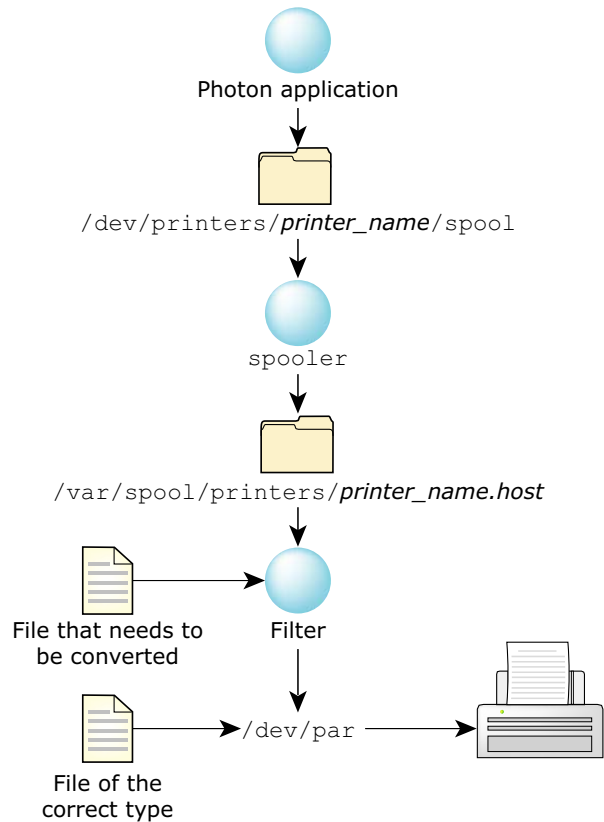 Photon application
/dev/printers/printer_name/spool
spooler
/var/spool/printers/printer_name.host
File that needs to
be converted
Filter
/dev/par
File of the
correct type